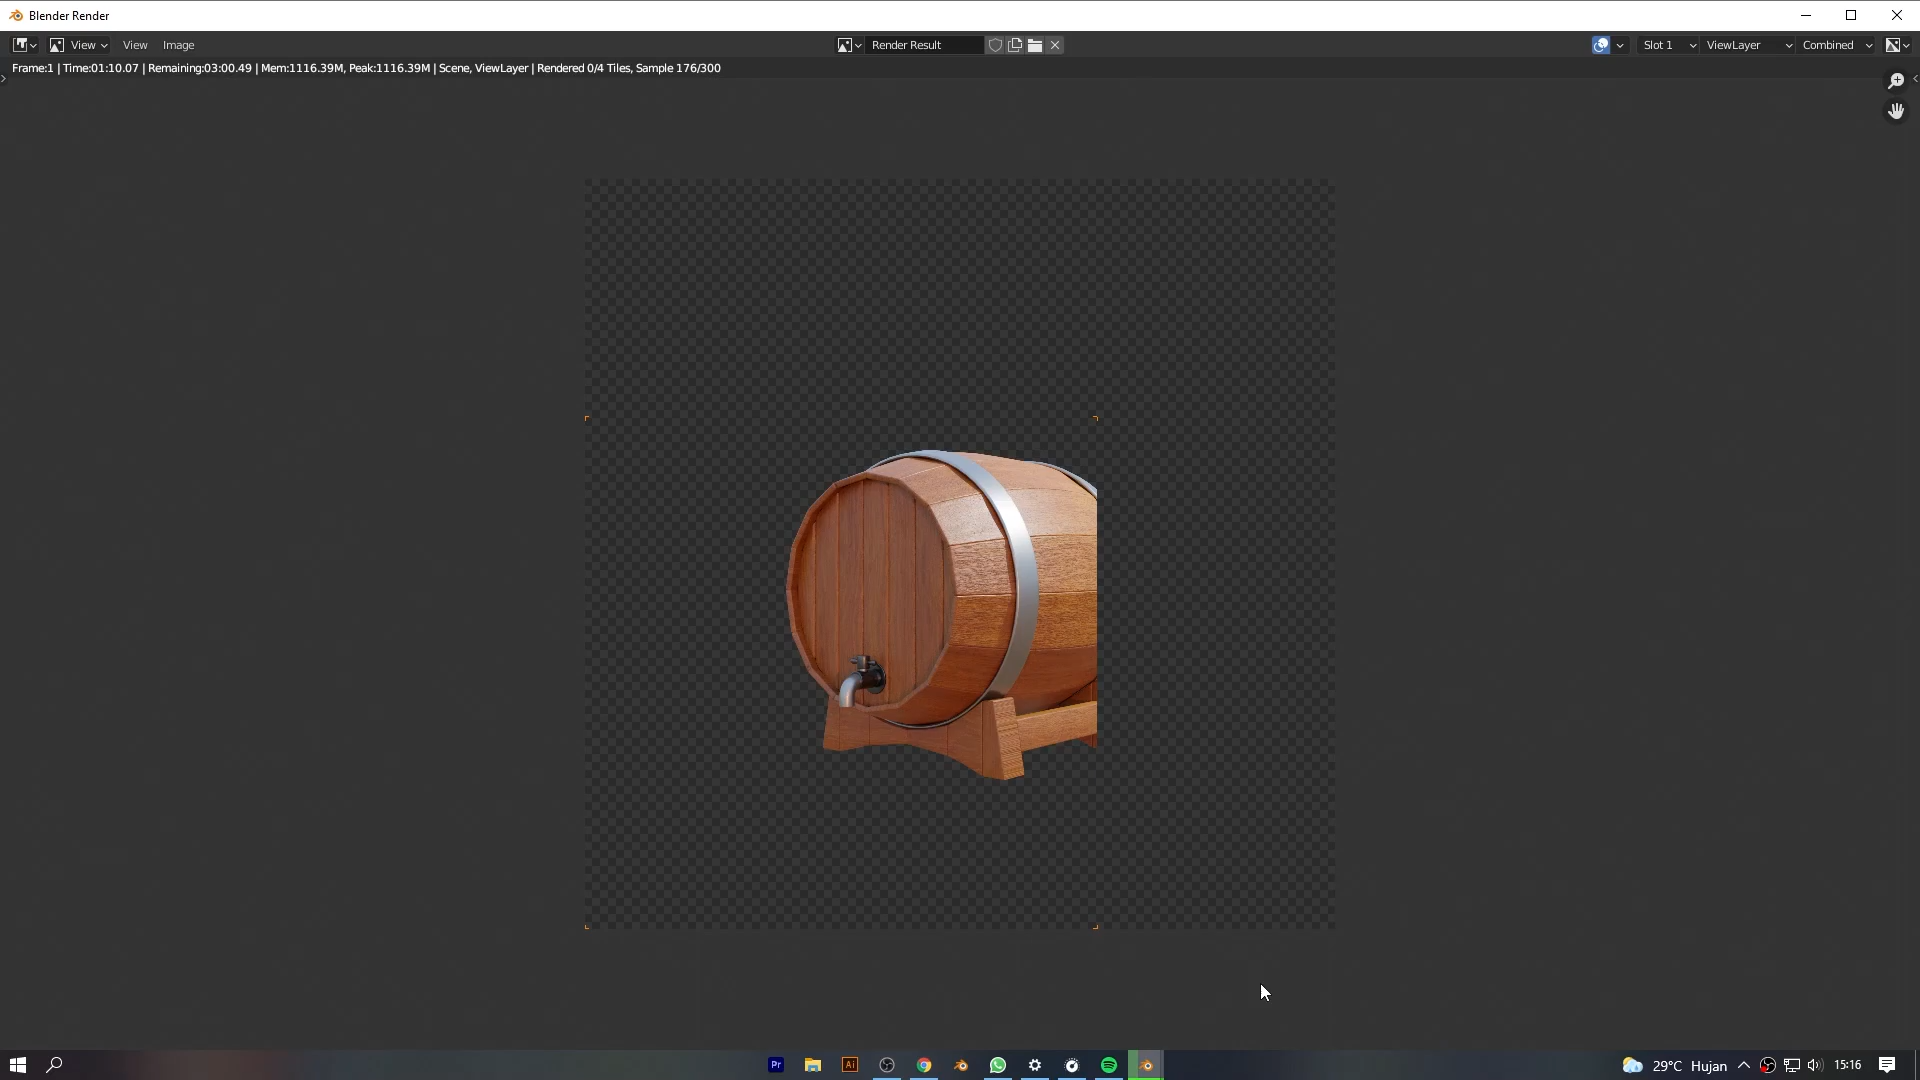 Blender Render
View View Image Render Result Slot 1 ViewLayer Combined
Frame:1 | Time:01:10.07 | Remaining:03:00.49 | Mem:1116.39M, Peak:1116.39M | Scene, ViewLayer | Rendered 0/4 Tiles, Sample 176/300
Pr Ai 29°C Hujan 15:16